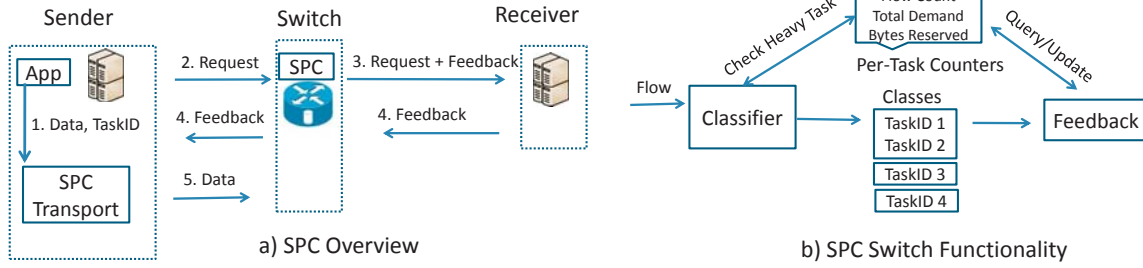 Sender
Switch
Receiver
App
1. Data, TaskID
SPC
Transport
2. Request
4. Feedback
5. Data
SPC
3. Request + Feedback
4. Feedback
a) SPC Overview
Flow
Classifier
Check Heavy Task
Total Demand
Bytes Reserved
Per-Task Counters
Query/Update
Classes
TaskID 1
TaskID 2
TaskID 3
TaskID 4
Feedback
b) SPC Switch Functionality